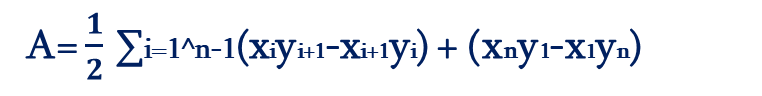 A=½ ∑i=1^n-1(xᵢyᵢ₊₁-xᵢ₊₁yᵢ) + (xₙy₁-x₁yₙ)